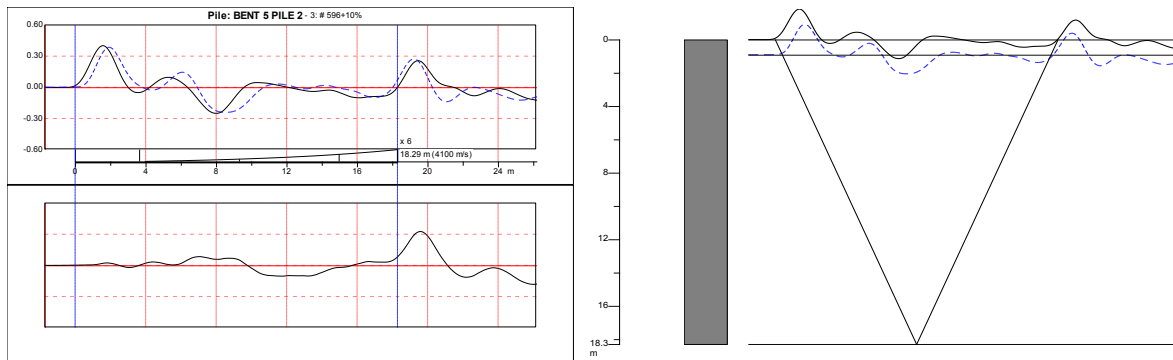 Pile: BENT 5 PILE 2 - 3: # 596+10%
0.60
0.30
0.00
-0.30
-0.60
x 6
18.29 m (4100 m/s)
0 4 8 12 16 20 24 m
0
4
8
12
16
18.3
m